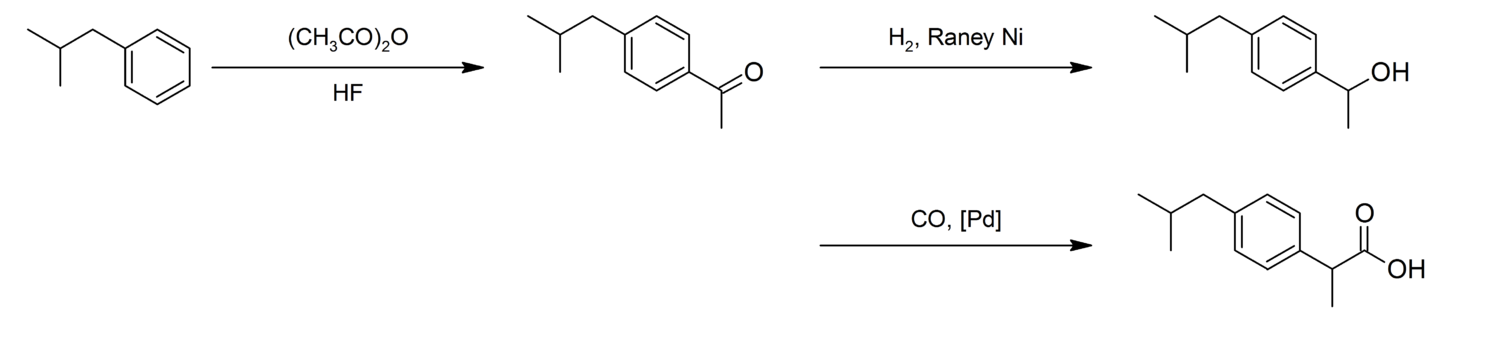 (CH₃CO)₂O
HF
O
H₂, Raney Ni
OH
CO, [Pd]
O
OH